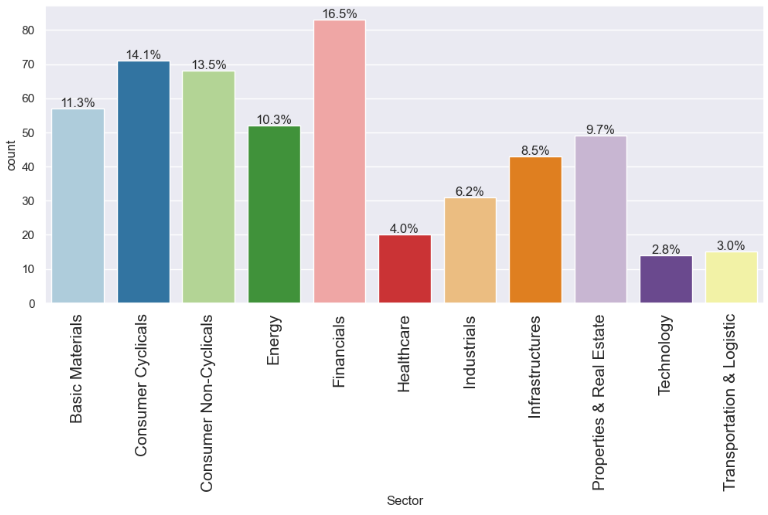 16.5%
80
14.1%
13.5%
70
60
11.3%
10.3%
50
9.7%
8.5%
count
40
6.2%
30
4.0%
20
2.8%
3.0%
10
0
Basic Materials
Consumer Cyclicals
Consumer Non-Cyclicals
Energy
Financials
Healthcare
Industrials
Infrastructures
Properties & Real Estate
Technology
Transportation & Logistic
Sector